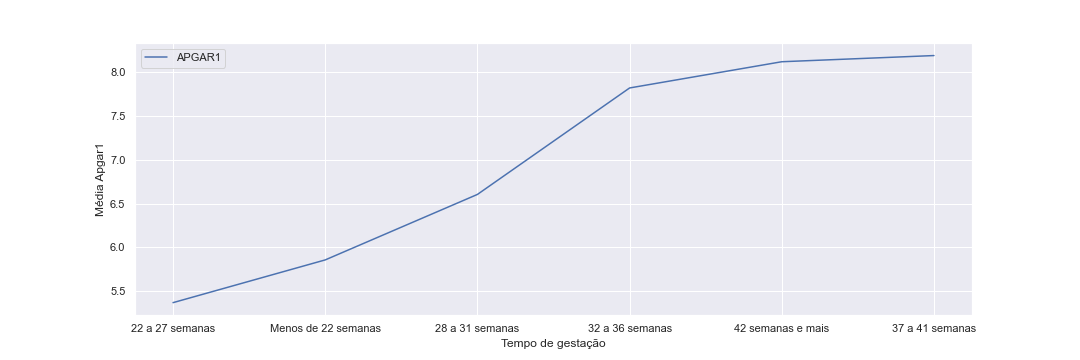 APGAR1
8.0
7.5
7.0
6.5
6.0
5.5
Média Apgar1
22 a 27 semanas
Menos de 22 semanas
28 a 31 semanas
32 a 36 semanas
42 semanas e mais
37 a 41 semanas
Tempo de gestação